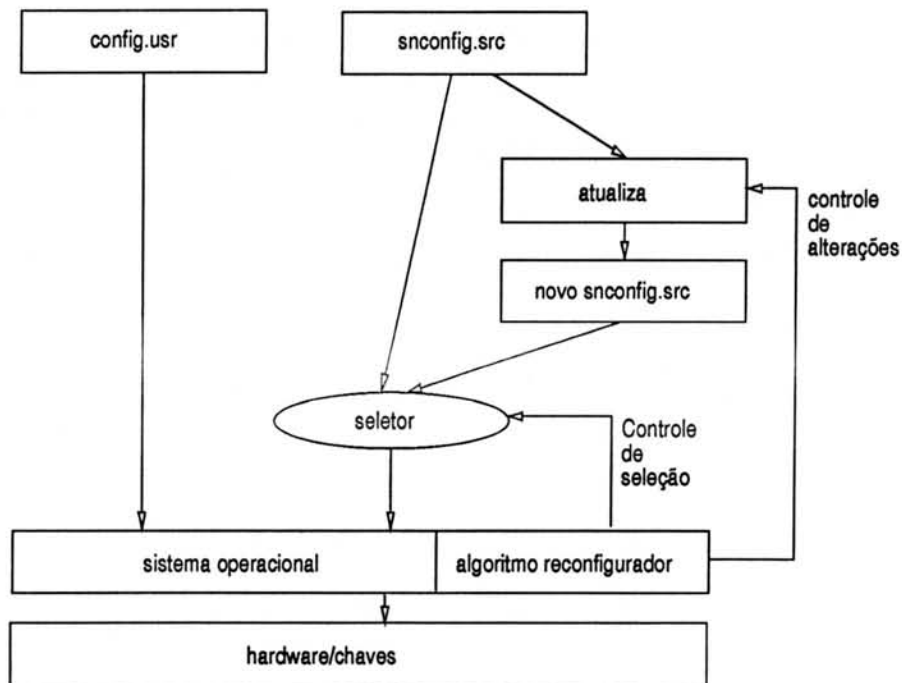 config.usr
snconfig.src
atualiza
controle
de
alterações
novo snconfig.src
seletor
Controle
de
seleção
sistema operacional
algoritmo reconfigurador
hardware/chaves